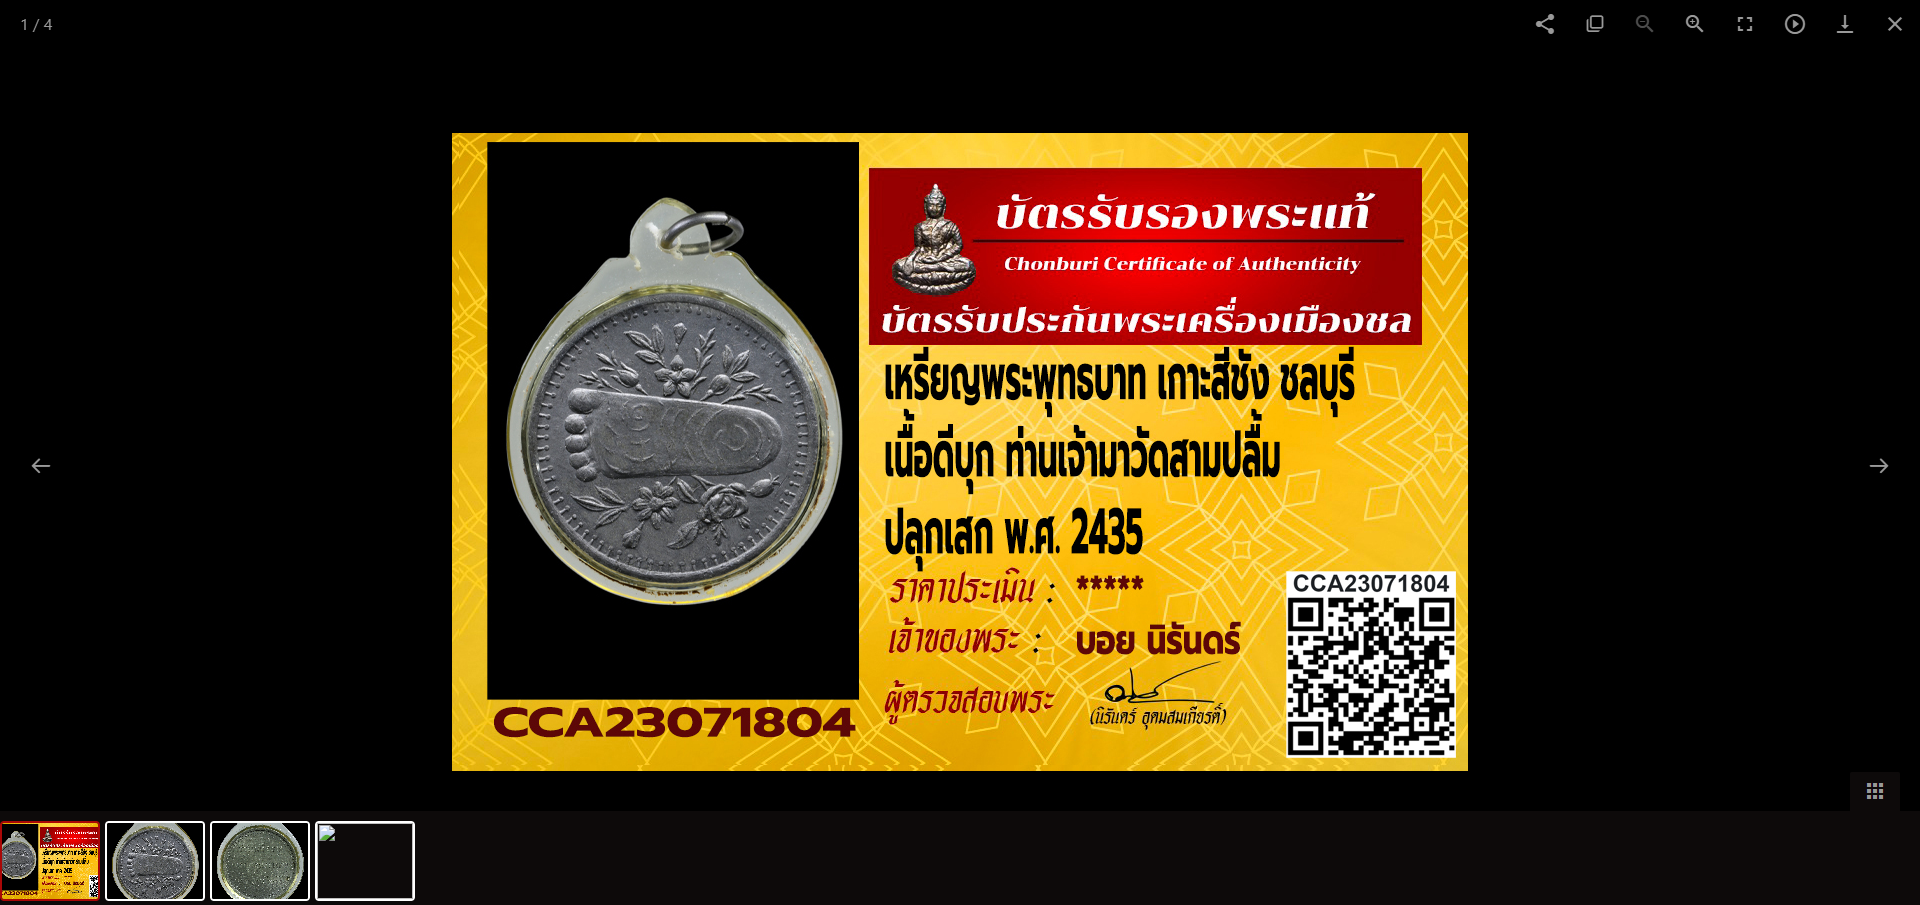 1 / 4
บัตรรับรองพระแท้
Chonburi Certificate of Authenticity
บัตรรับประกันพระเครื่องเมืองชล
เหรียญพระพุทธบาท เกาะสีชัง ชลบุรี
เนื้อดีบุก ท่านเจ้ามาวัดสามปลื้ม
ปลุกเสก พ.ศ. 2435
ราคาประเมิน : *****
เจ้าของพระ : บอย นิรันดร์
ผู้ตรวจสอบพระ
(นิรันดร์ อุดมสมเกียรติ์)
CCA23071804
CCA23071804